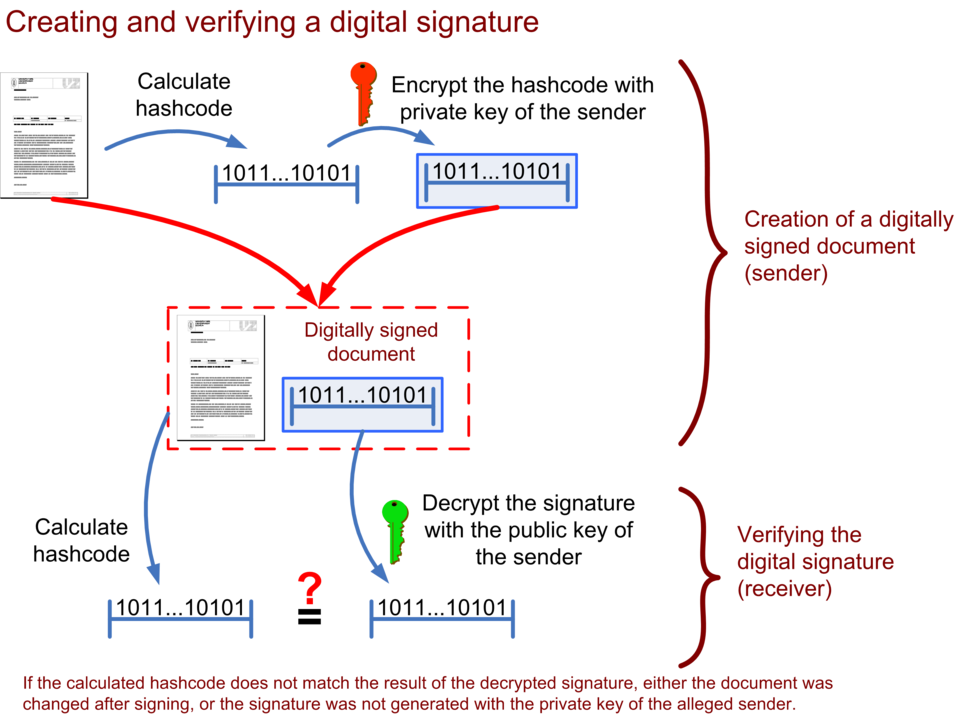 Creating and verifying a digital signature
Calculate
hashcode
Encrypt the hashcode with
private key of the sender
1011...10101
1011...10101
Creation of a digitally
signed document
(sender)
Digitally signed
document
1011...10101
Calculate
hashcode
Decrypt the signature
with the public key of
the sender
Verifying the
digital signature
(receiver)
1011...10101
?
=
1011...10101
If the calculated hashcode does not match the result of the decrypted signature, either the document was
changed after signing, or the signature was not generated with the private key of the alleged sender.